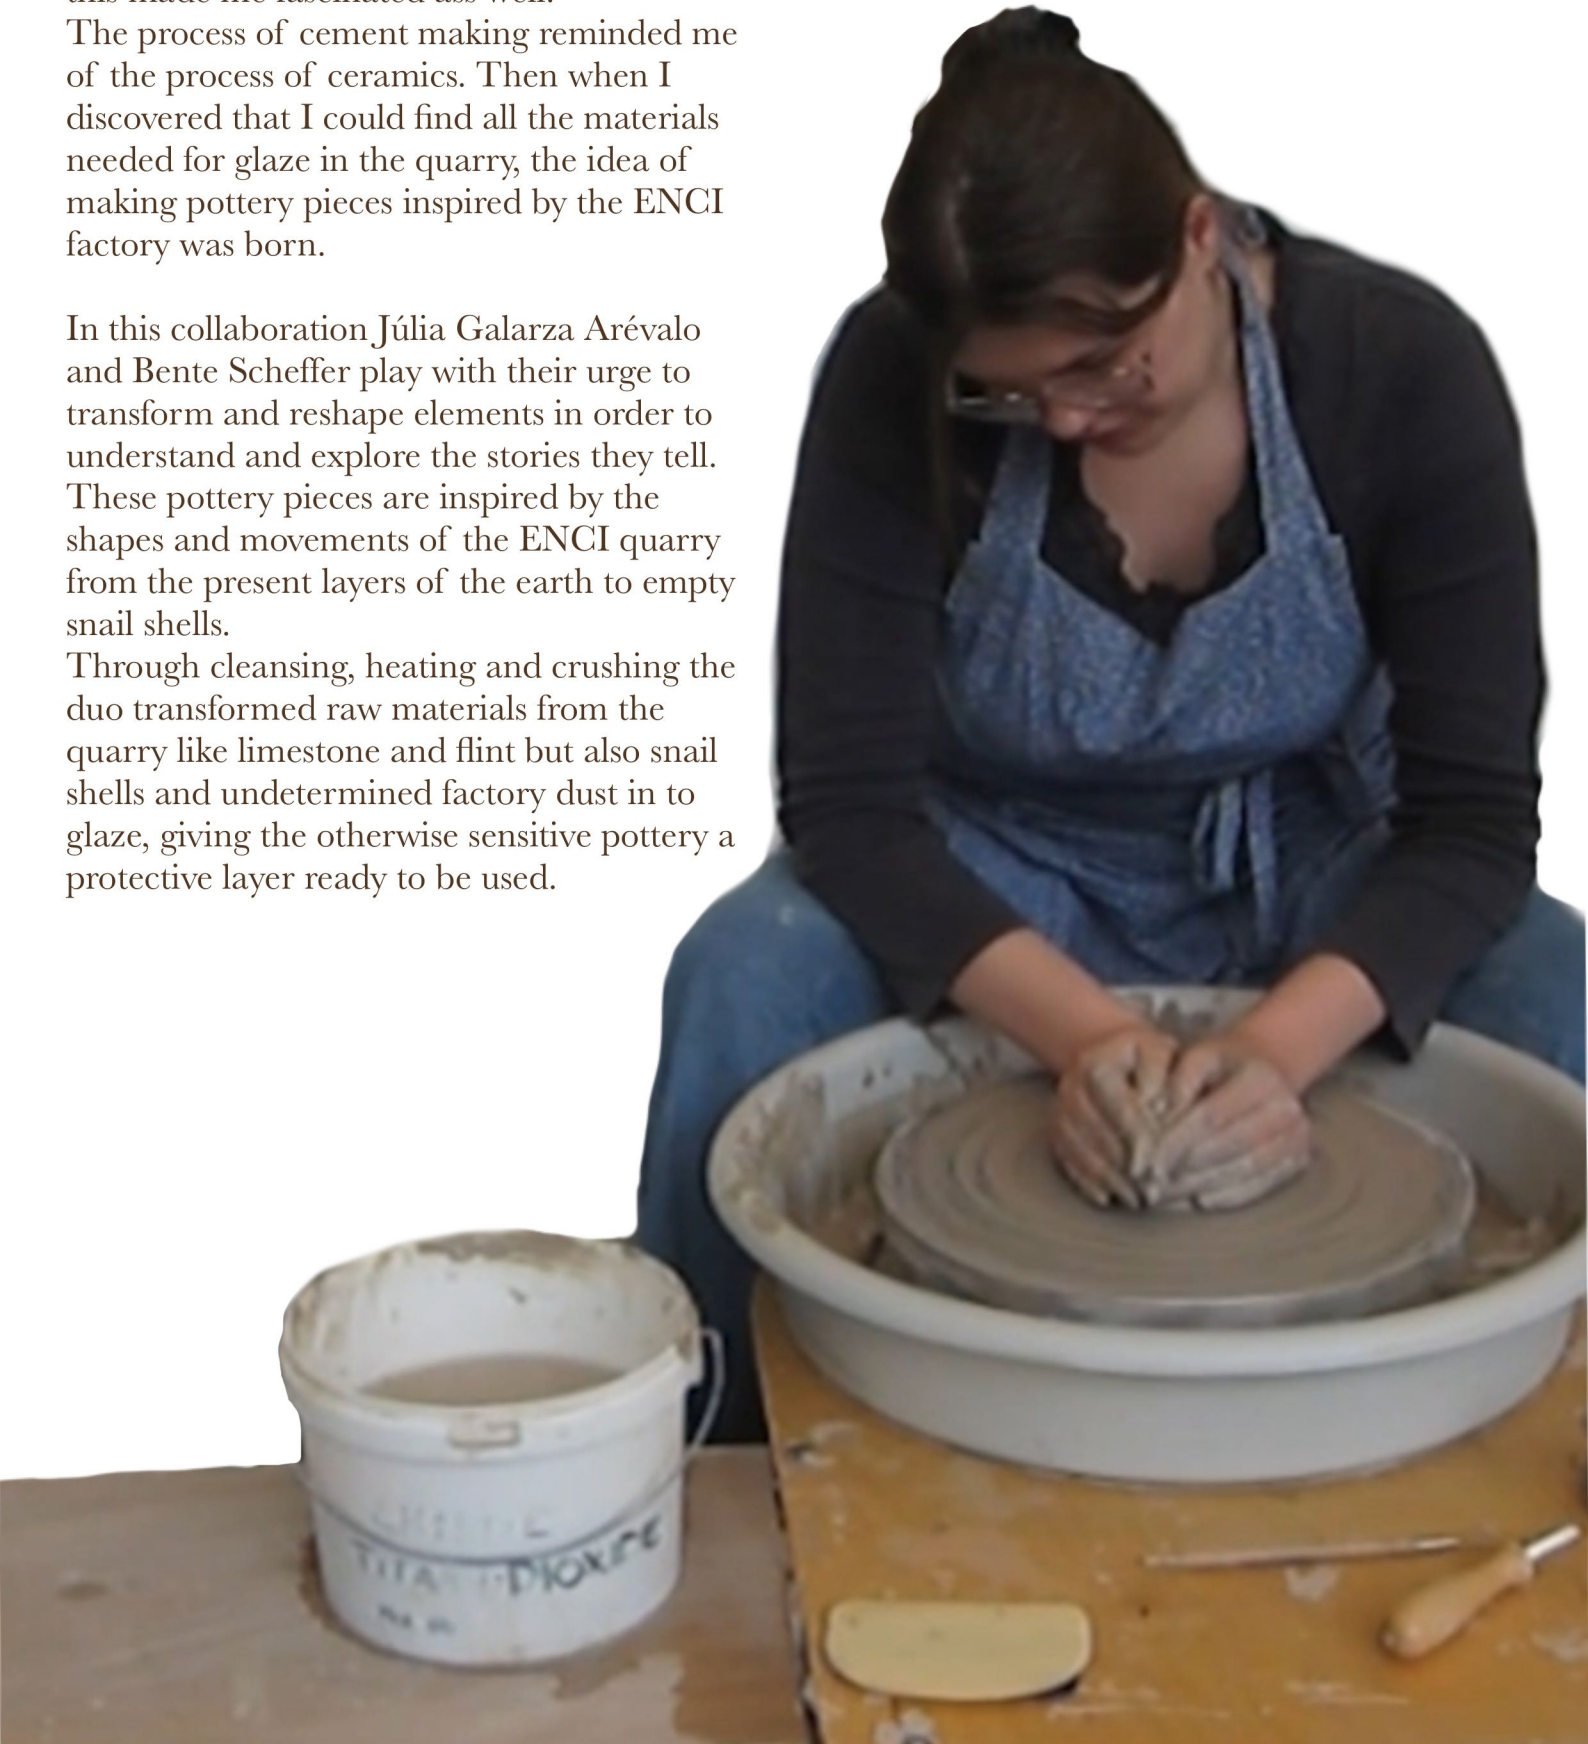 this made me fascinated ass well.
The process of cement making reminded me
of the process of ceramics. Then when I
discovered that I could find all the materials
needed for glaze in the quarry, the idea of
making pottery pieces inspired by the ENCI
factory was born.
In this collaboration Júlia Galarza Arévalo
and Bente Scheffer play with their urge to
transform and reshape elements in order to
understand and explore the stories they tell.
These pottery pieces are inspired by the
shapes and movements of the ENCI quarry
from the present layers of the earth to empty
snail shells.
Through cleansing, heating and crushing the
duo transformed raw materials from the
quarry like limestone and flint but also snail
shells and undetermined factory dust in to
glaze, giving the otherwise sensitive pottery a
protective layer ready to be used.
DIOXIDE